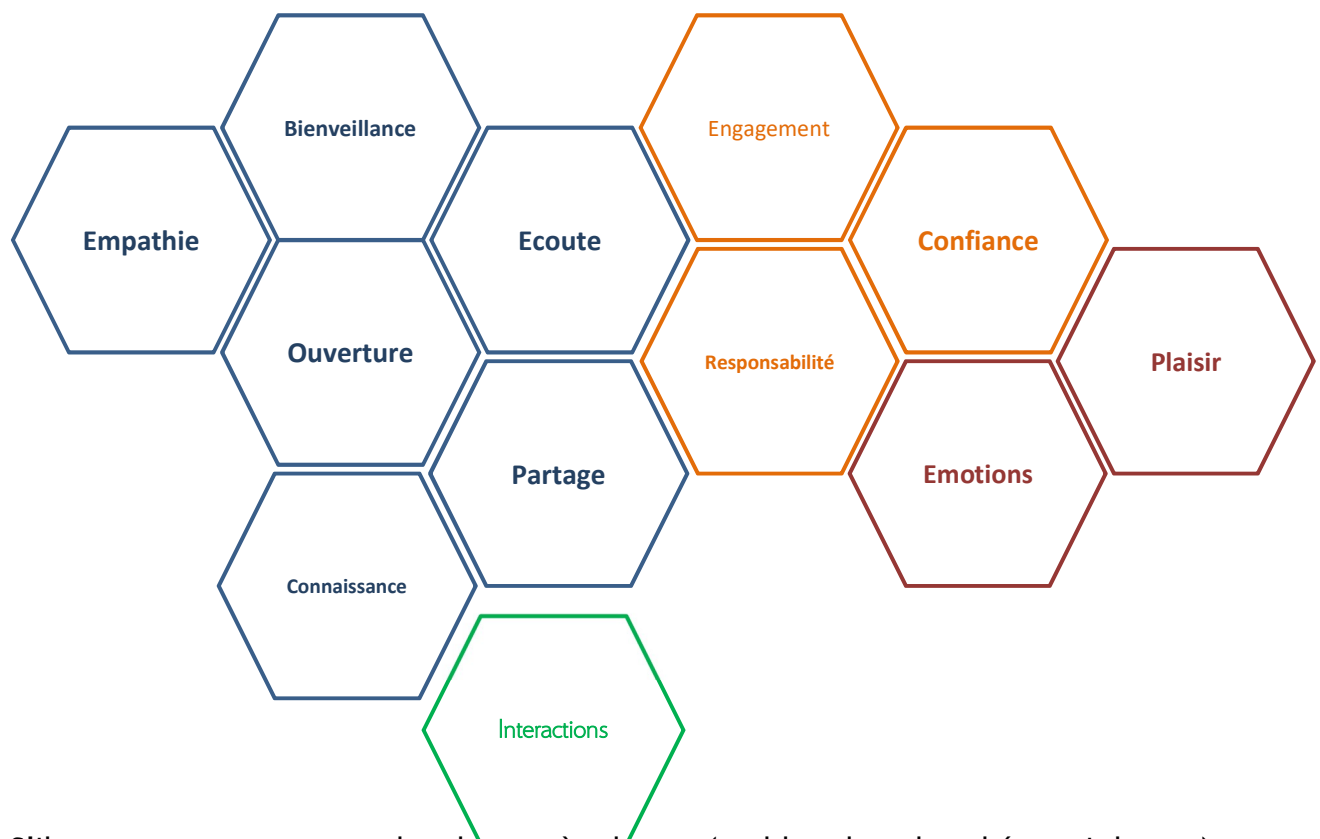 Bienveillance
Engagement
Empathie
Ecoute
Confiance
Ouverture
Responsabilité
Plaisir
Partage
Emotions
Connaissance
Interactions